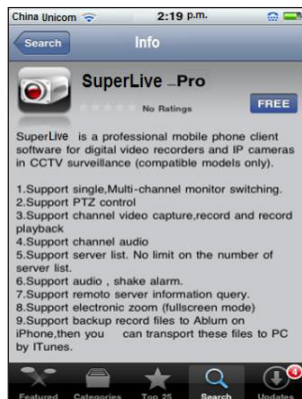 China Unicom 2:19 p.m.
Search Info
SuperLive -Pro
No Ratings FREE
SuperLive is a professional mobile phone client
software for digital video recorders and IP cameras
in CCTV surveillance (compatible models only).
1.Support single,Multi-channel monitor switching.
2.Support PTZ control
3.Support channel video capture,record and record
playback
4.Support channel audio
5.Support server list. No limit on the number of
server list.
6.Support audio , shake alarm.
7.Support remoto server information query.
8.Support electronic zoom (fullscreen mode)
9.Support backup record files to Ablum on
iPhone,then you can transport these files to PC
by ITunes.
4
Featured Categories Top 25 Search Updates